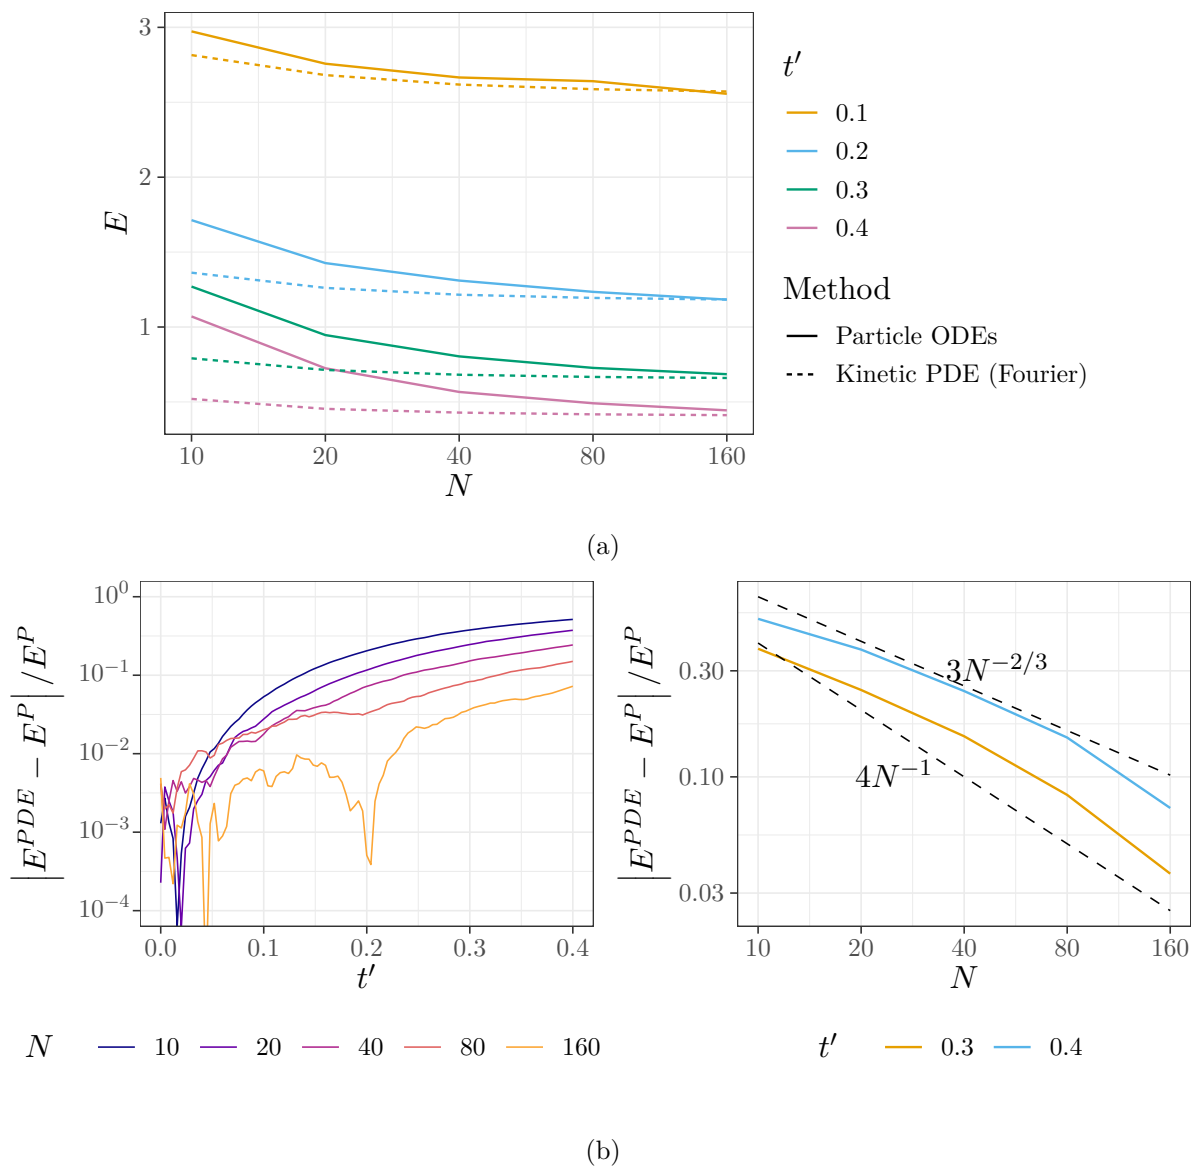 3
2
1
E
10 20 40 80 160
N
t′
0.1
0.2
0.3
0.4
Method
Particle ODEs
Kinetic PDE (Fourier)
(a)
|E^{PDE} − E^P|/E^P
10^0
10^{−1}
10^{−2}
10^{−3}
10^{−4}
0.0 0.1 0.2 0.3 0.4
t′
N 10 20 40 80 160
|E^{PDE} − E^P|/E^P
0.30
0.10
0.03
3N^{−2/3}
4N^{−1}
10 20 40 80 160
N
t′ 0.3 0.4
(b)